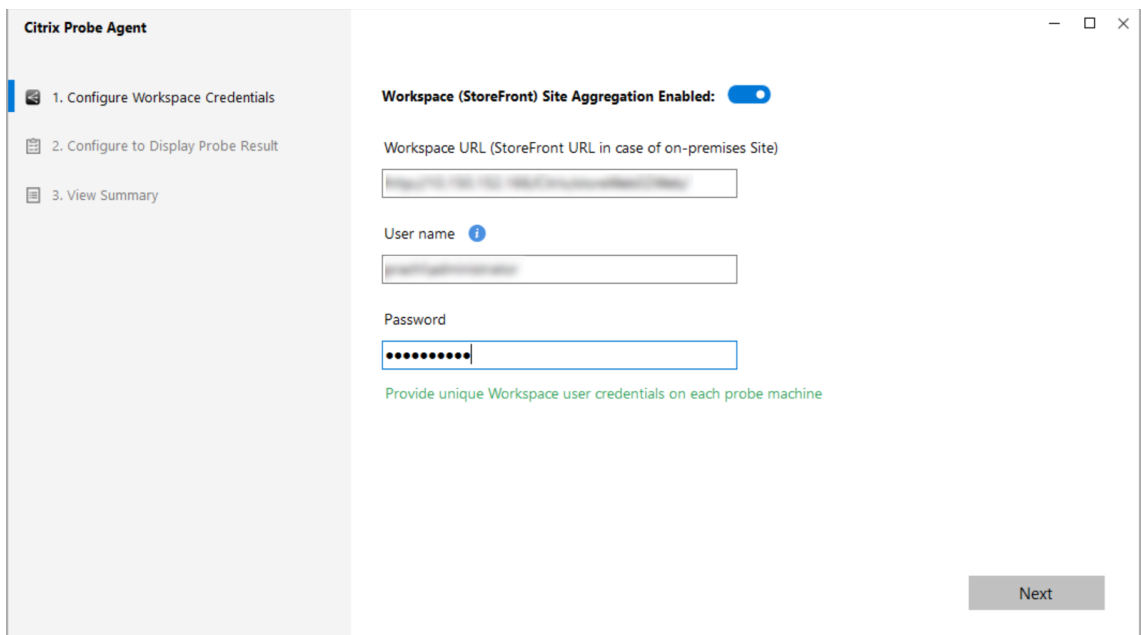 Citrix Probe Agent
1. Configure Workspace Credentials
2. Configure to Display Probe Result
3. View Summary
Workspace (StoreFront) Site Aggregation Enabled:
Workspace URL (StoreFront URL in case of on-premises Site)
User name
Password
••••••••••
Provide unique Workspace user credentials on each probe machine
Next